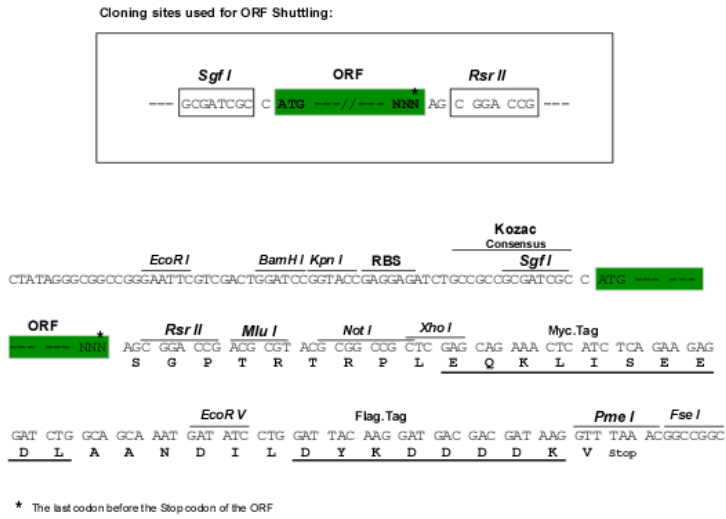 Cloning sites used for ORF Shuttling:
Sgf I ORF Rsr II
*
--- GCGATCGC C ATG ---//--- NNN AG C GGA CCG ---
Kozac
Consensus
EcoR I BamH I Kpn I RBS Sgf I
CTATAGGGCGGCCGGGAATTCGTCGACTGGATCCGGTACCGAGGAGATCTGCCGCCGCGATCGC C ATG --- ---
ORF * Rsr II Mlu I Not I Xho I Myc.Tag
--- --- NNN AGC GGA CCG ACG CGT ACG CGG CCG CTC GAG CAG AAA CTC ATC TCA GAA GAG
S G P T R T R P L E Q K L I S E E
EcoR V Flag.Tag Pme I Fse I
GAT CTG GCA GCA AAT GAT ATC CTG GAT TAC AAG GAT GAC GAC GAT AAG GTT TAA ACGGCCGGC
D L A A N D I L D Y K D D D D K V Stop
* The last codon before the Stop codon of the ORF